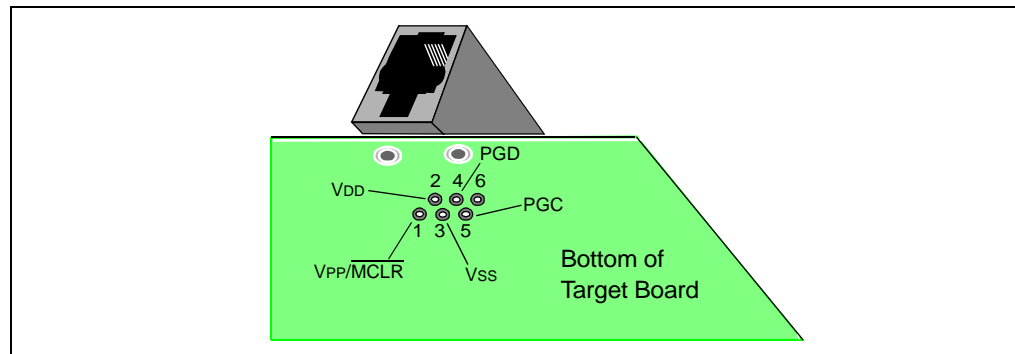 PGD
2 4 6
VDD
PGC
1 3 5
VPP/MCLR
VSS
Bottom of
Target Board